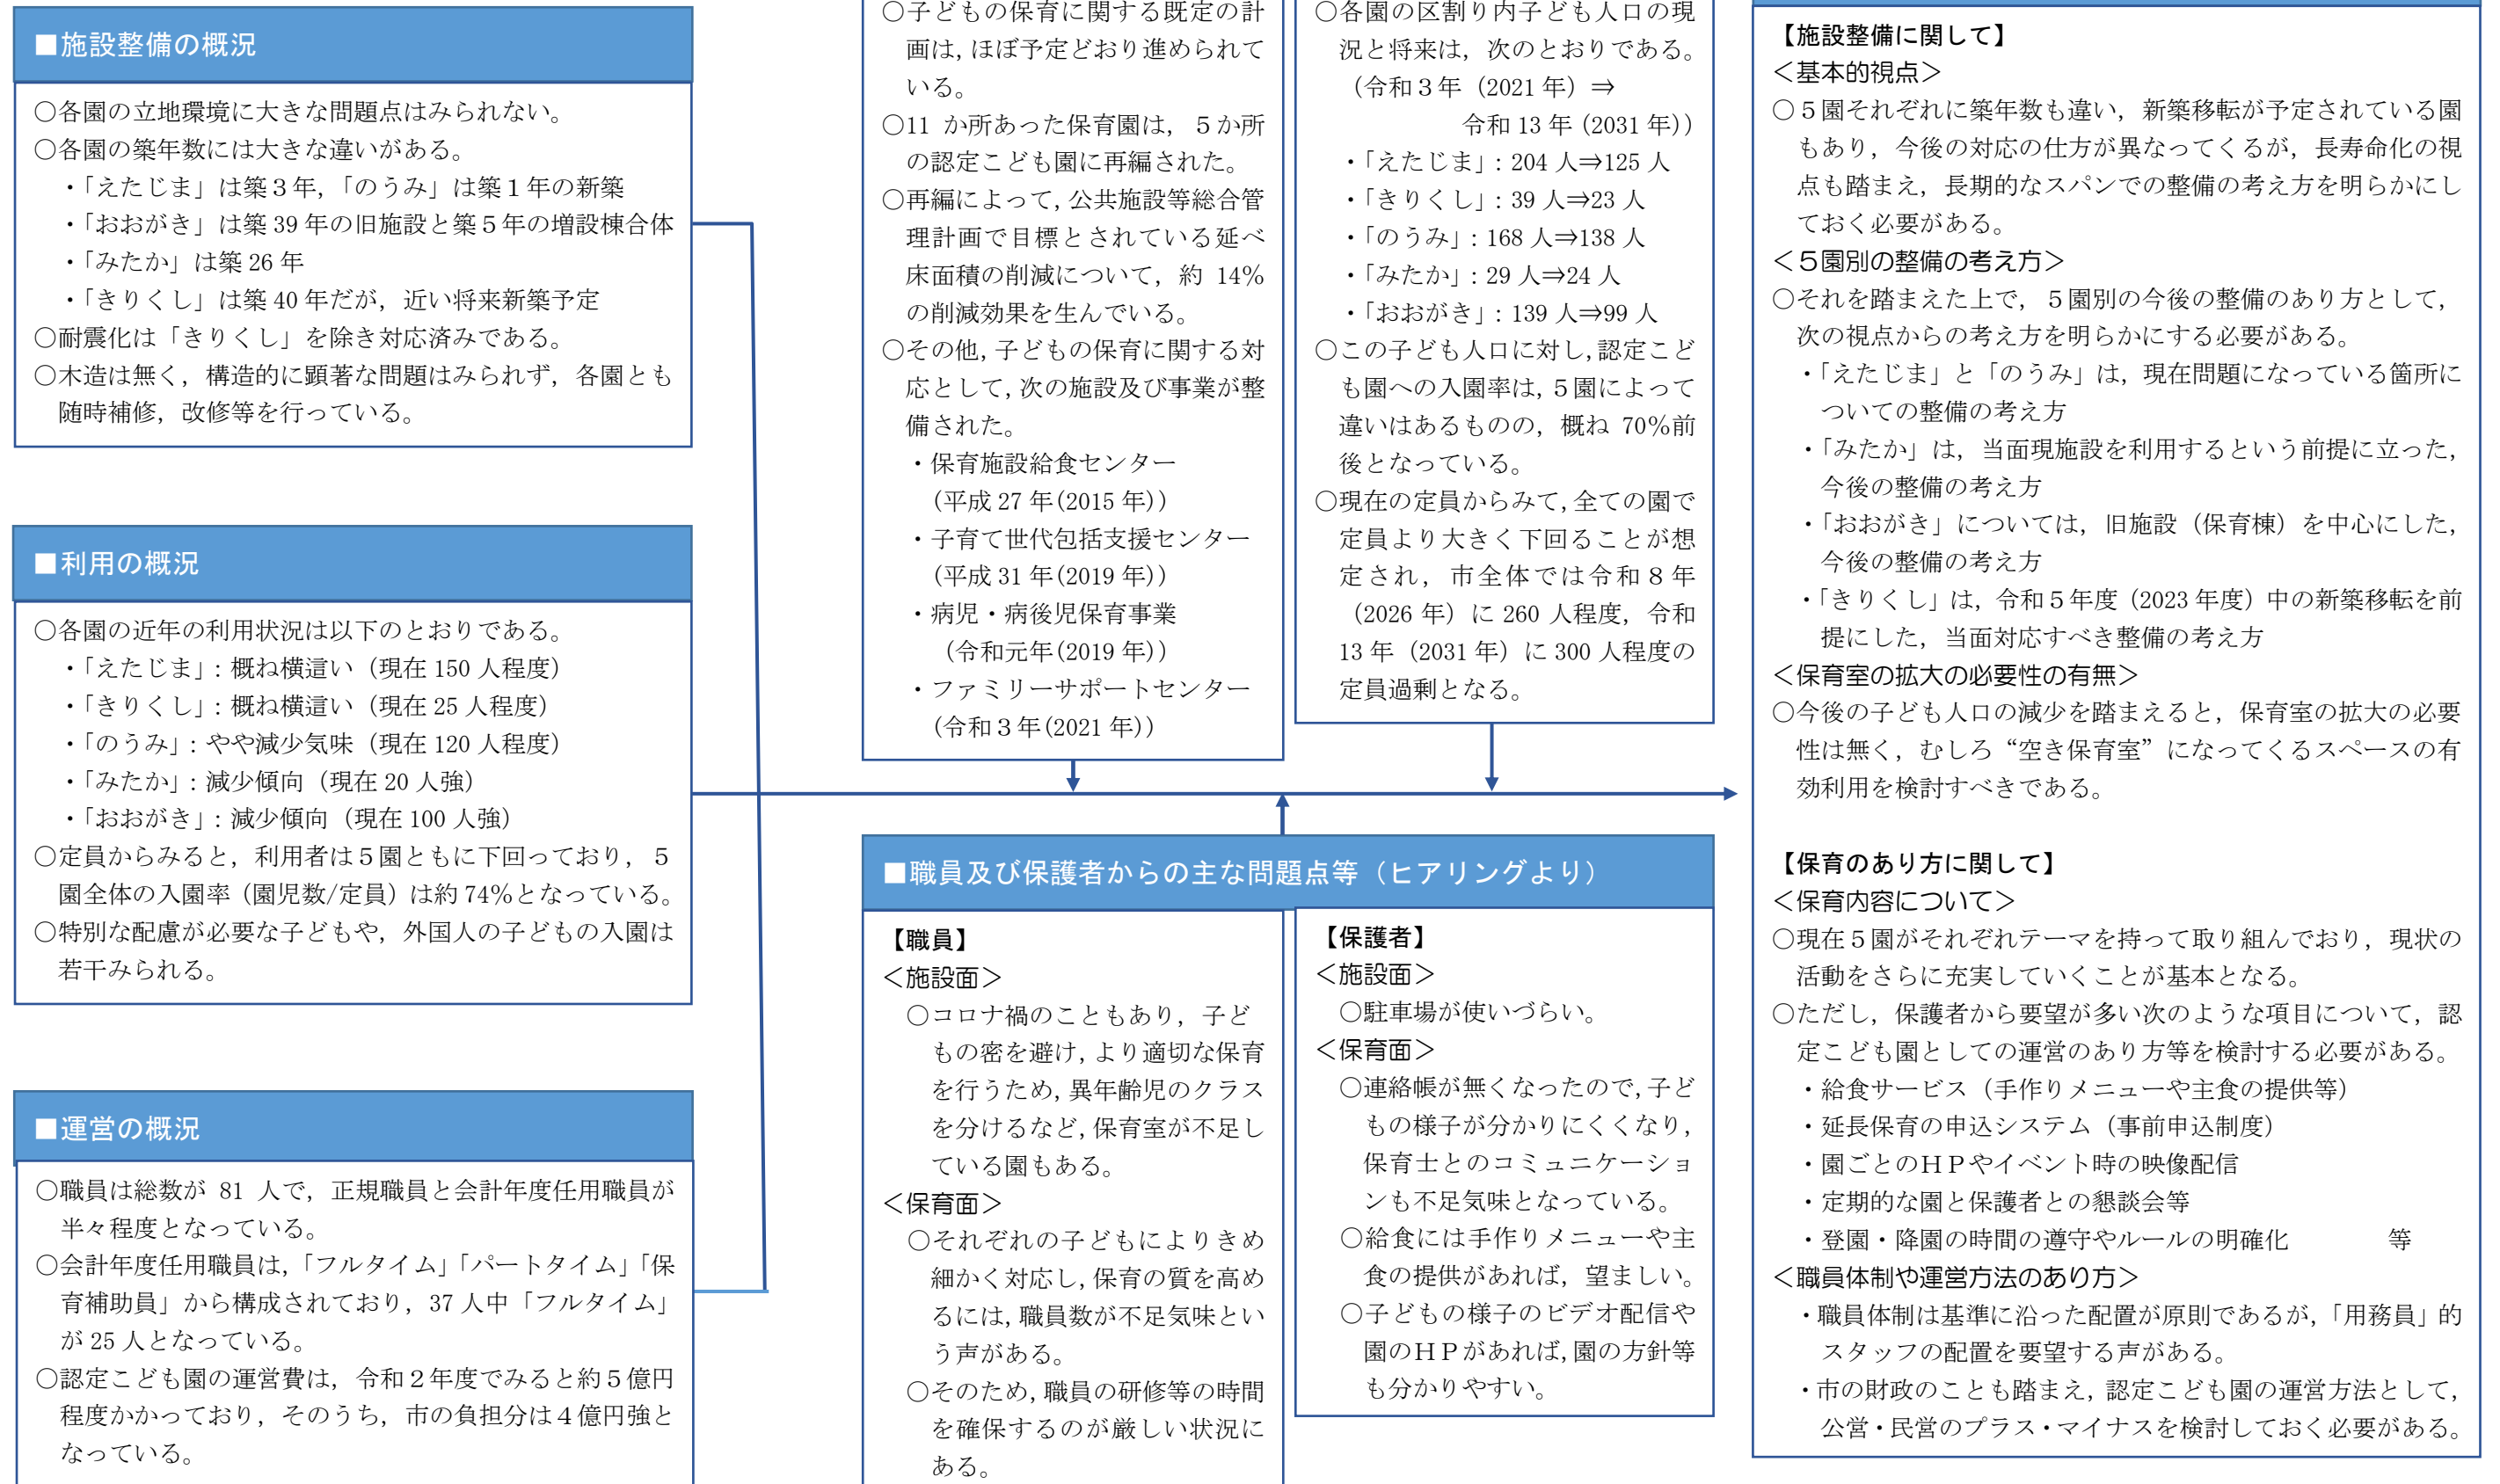 ■施設整備の概況
○各園の立地環境に大きな問題点はみられない。
○各園の築年数には大きな違いがある。
・「えたじま」は築３年，「のうみ」は築１年の新築
・「おおがき」は築 39 年の旧施設と築５年の増設棟合体
・「みたか」は築 26 年
・「きりくし」は築 40 年だが，近い将来新築予定
○耐震化は「きりくし」を除き対応済みである。
○木造は無く，構造的に顕著な問題はみられず，各園とも
随時補修，改修等を行っている。
■利用の概況
○各園の近年の利用状況は以下のとおりである。
・「えたじま」：概ね横這い（現在 150 人程度）
・「きりくし」：概ね横這い（現在 25 人程度）
・「のうみ」：やや減少気味（現在 120 人程度）
・「みたか」：減少傾向（現在 20 人強）
・「おおがき」：減少傾向（現在 100 人強）
○定員からみると，利用者は５園ともに下回っており，５
園全体の入園率（園児数/定員）は約 74％となっている。
○特別な配慮が必要な子どもや，外国人の子どもの入園は
若干みられる。
■運営の概況
○職員は総数が 81 人で，正規職員と会計年度任用職員が
半々程度となっている。
○会計年度任用職員は，「フルタイム」「パートタイム」「保
育補助員」から構成されており，37 人中「フルタイム」
が 25 人となっている。
○認定こども園の運営費は，令和２年度でみると約５億円
程度かかっており，そのうち，市の負担分は４億円強と
なっている。
○子どもの保育に関する既定の計
画は，ほぼ予定どおり進められて
いる。
○11 か所あった保育園は，５か所
の認定こども園に再編された。
○再編によって，公共施設等総合管
理計画で目標とされている延べ
床面積の削減について，約 14％
の削減効果を生んでいる。
○その他，子どもの保育に関する対
応として，次の施設及び事業が整
備された。
・保育施設給食センター
（平成 27 年(2015 年)）
・子育て世代包括支援センター
（平成 31 年(2019 年)）
・病児・病後児保育事業
（令和元年(2019 年)）
・ファミリーサポートセンター
（令和３年(2021 年)）
○各園の区割り内子ども人口の現
況と将来は，次のとおりである。
（令和３年（2021 年）⇒
令和 13 年（2031 年））
・「えたじま」：204 人⇒125 人
・「きりくし」：39 人⇒23 人
・「のうみ」：168 人⇒138 人
・「みたか」：29 人⇒24 人
・「おおがき」：139 人⇒99 人
○この子ども人口に対し，認定こど
も園への入園率は，５園によって
違いはあるものの，概ね 70％前
後となっている。
○現在の定員からみて，全ての園で
定員より大きく下回ることが想
定され，市全体では令和８年
（2026 年）に 260 人程度，令和
13 年（2031 年）に 300 人程度の
定員過剰となる。
■職員及び保護者からの主な問題点等（ヒアリングより）
【職員】
＜施設面＞
○コロナ禍のこともあり，子ど
もの密を避け，より適切な保育
を行うため，異年齢児のクラス
を分けるなど，保育室が不足し
ている園もある。
＜保育面＞
○それぞれの子どもによりきめ
細かく対応し，保育の質を高め
るには，職員数が不足気味とい
う声がある。
○そのため，職員の研修等の時間
を確保するのが厳しい状況に
ある。
【保護者】
＜施設面＞
○駐車場が使いづらい。
＜保育面＞
○連絡帳が無くなったので，子ど
もの様子が分かりにくくなり，
保育士とのコミュニケーショ
ンも不足気味となっている。
○給食には手作りメニューや主
食の提供があれば，望ましい。
○子どもの様子のビデオ配信や
園のＨＰがあれば，園の方針等
も分かりやすい。
【施設整備に関して】
＜基本的視点＞
○５園それぞれに築年数も違い，新築移転が予定されている園
もあり，今後の対応の仕方が異なってくるが，長寿命化の視
点も踏まえ，長期的なスパンでの整備の考え方を明らかにし
ておく必要がある。
＜５園別の整備の考え方＞
○それを踏まえた上で，５園別の今後の整備のあり方として，
次の視点からの考え方を明らかにする必要がある。
・「えたじま」と「のうみ」は，現在問題になっている箇所に
ついての整備の考え方
・「みたか」は，当面現施設を利用するという前提に立った，
今後の整備の考え方
・「おおがき」については，旧施設（保育棟）を中心にした，
今後の整備の考え方
・「きりくし」は，令和５年度（2023 年度）中の新築移転を前
提にした，当面対応すべき整備の考え方
＜保育室の拡大の必要性の有無＞
○今後の子ども人口の減少を踏まえると，保育室の拡大の必要
性は無く，むしろ“空き保育室”になってくるスペースの有
効利用を検討すべきである。
【保育のあり方に関して】
＜保育内容について＞
○現在５園がそれぞれテーマを持って取り組んでおり，現状の
活動をさらに充実していくことが基本となる。
○ただし，保護者から要望が多い次のような項目について，認
定こども園としての運営のあり方等を検討する必要がある。
・給食サービス（手作りメニューや主食の提供等）
・延長保育の申込システム（事前申込制度）
・園ごとのＨＰやイベント時の映像配信
・定期的な園と保護者との懇談会等
・登園・降園の時間の遵守やルールの明確化　　　　等
＜職員体制や運営方法のあり方＞
・職員体制は基準に沿った配置が原則であるが，「用務員」的
スタッフの配置を要望する声がある。
・市の財政のことも踏まえ，認定こども園の運営方法として，
公営・民営のプラス・マイナスを検討しておく必要がある。